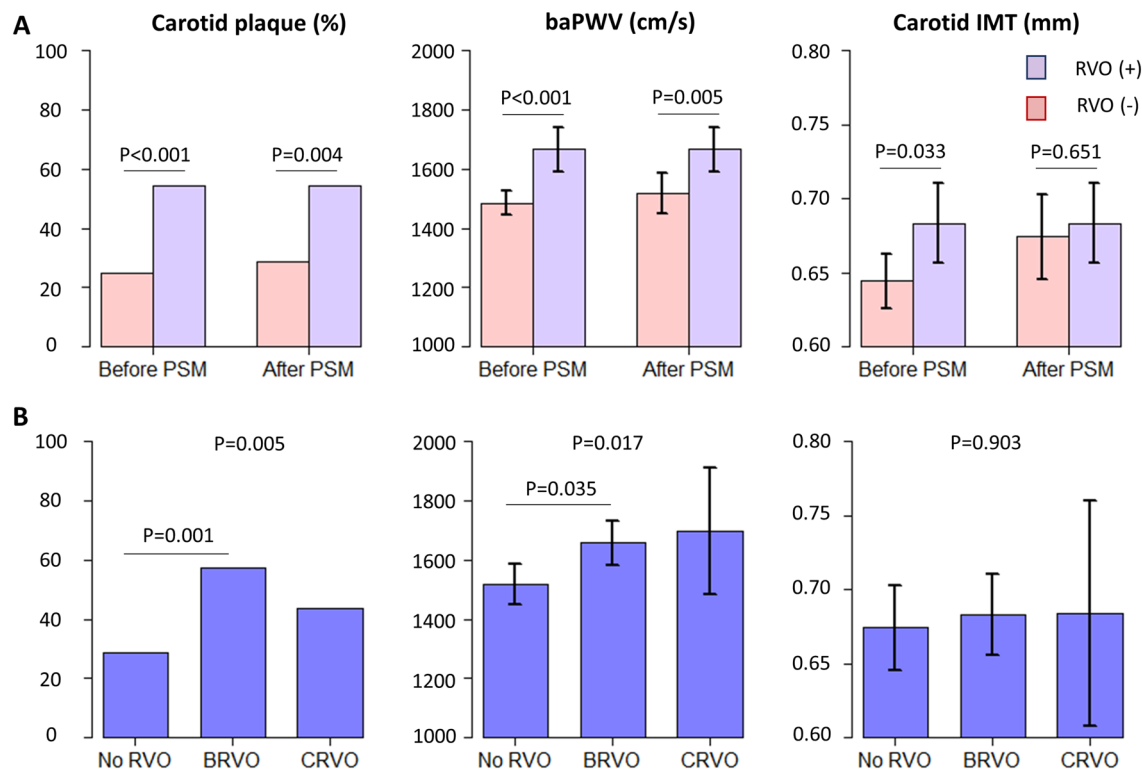 A
Carotid plaque (%)
100
80
60
40
20
0
P<0.001
P=0.004
Before PSM
After PSM
baPWV (cm/s)
2000
1800
1600
1400
1200
1000
P<0.001
P=0.005
Before PSM
After PSM
Carotid IMT (mm)
0.80
0.75
0.70
0.65
0.60
RVO (+)
RVO (-)
P=0.033
P=0.651
Before PSM
After PSM
B
100
80
60
40
20
0
P=0.005
P=0.001
No RVO
BRVO
CRVO
2000
1800
1600
1400
1200
1000
P=0.017
P=0.035
No RVO
BRVO
CRVO
0.80
0.75
0.70
0.65
0.60
P=0.903
No RVO
BRVO
CRVO